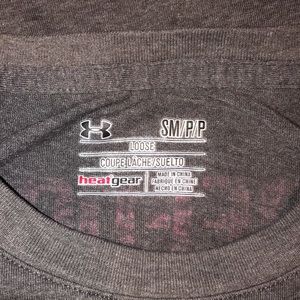 SM/P/P
LOOSE
COUPE LÂCHE/SUELTO
heatgear
MADE IN CHINA
FABRIQUÉ EN CHINE
HECHO EN CHINA